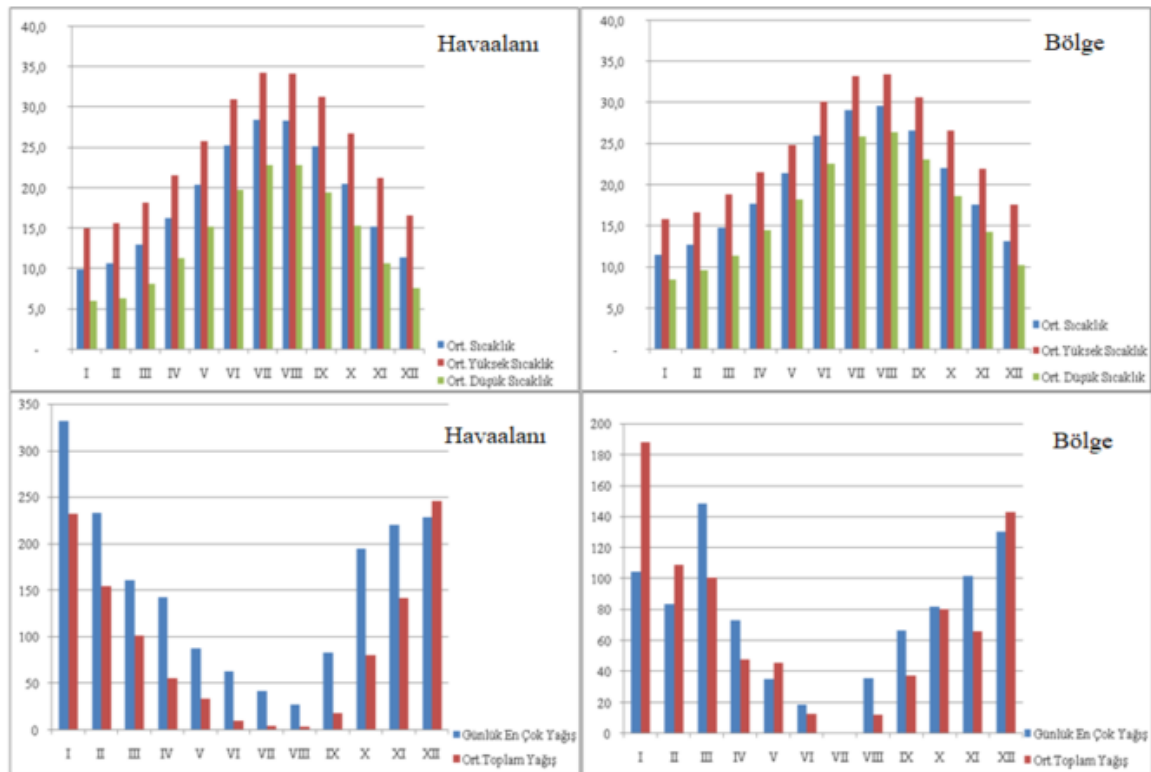 Havaalanı
40,0
35,0
30,0
25,0
20,0
15,0
10,0
5,0
-
I II III IV V VI VII VIII IX X XI XII
Ort. Sıcaklık
Ort. Yüksek Sıcaklık
Ort. Düşük Sıcaklık
Bölge
40,0
35,0
30,0
25,0
20,0
15,0
10,0
5,0
-
I II III IV V VI VII VIII IX X XI XII
Ort. Sıcaklık
Ort. Yüksek Sıcaklık
Ort. Düşük Sıcaklık
Havaalanı
350
300
250
200
150
100
50
0
I II III IV V VI VII VIII IX X XI XII
Günlük En Çok Yağış
Ort.Toplam Yağış
Bölge
200
180
160
140
120
100
80
60
40
20
0
I II III IV V VI VII VIII IX X XI XII
Günlük En Çok Yağış
Ort.Toplam Yağış